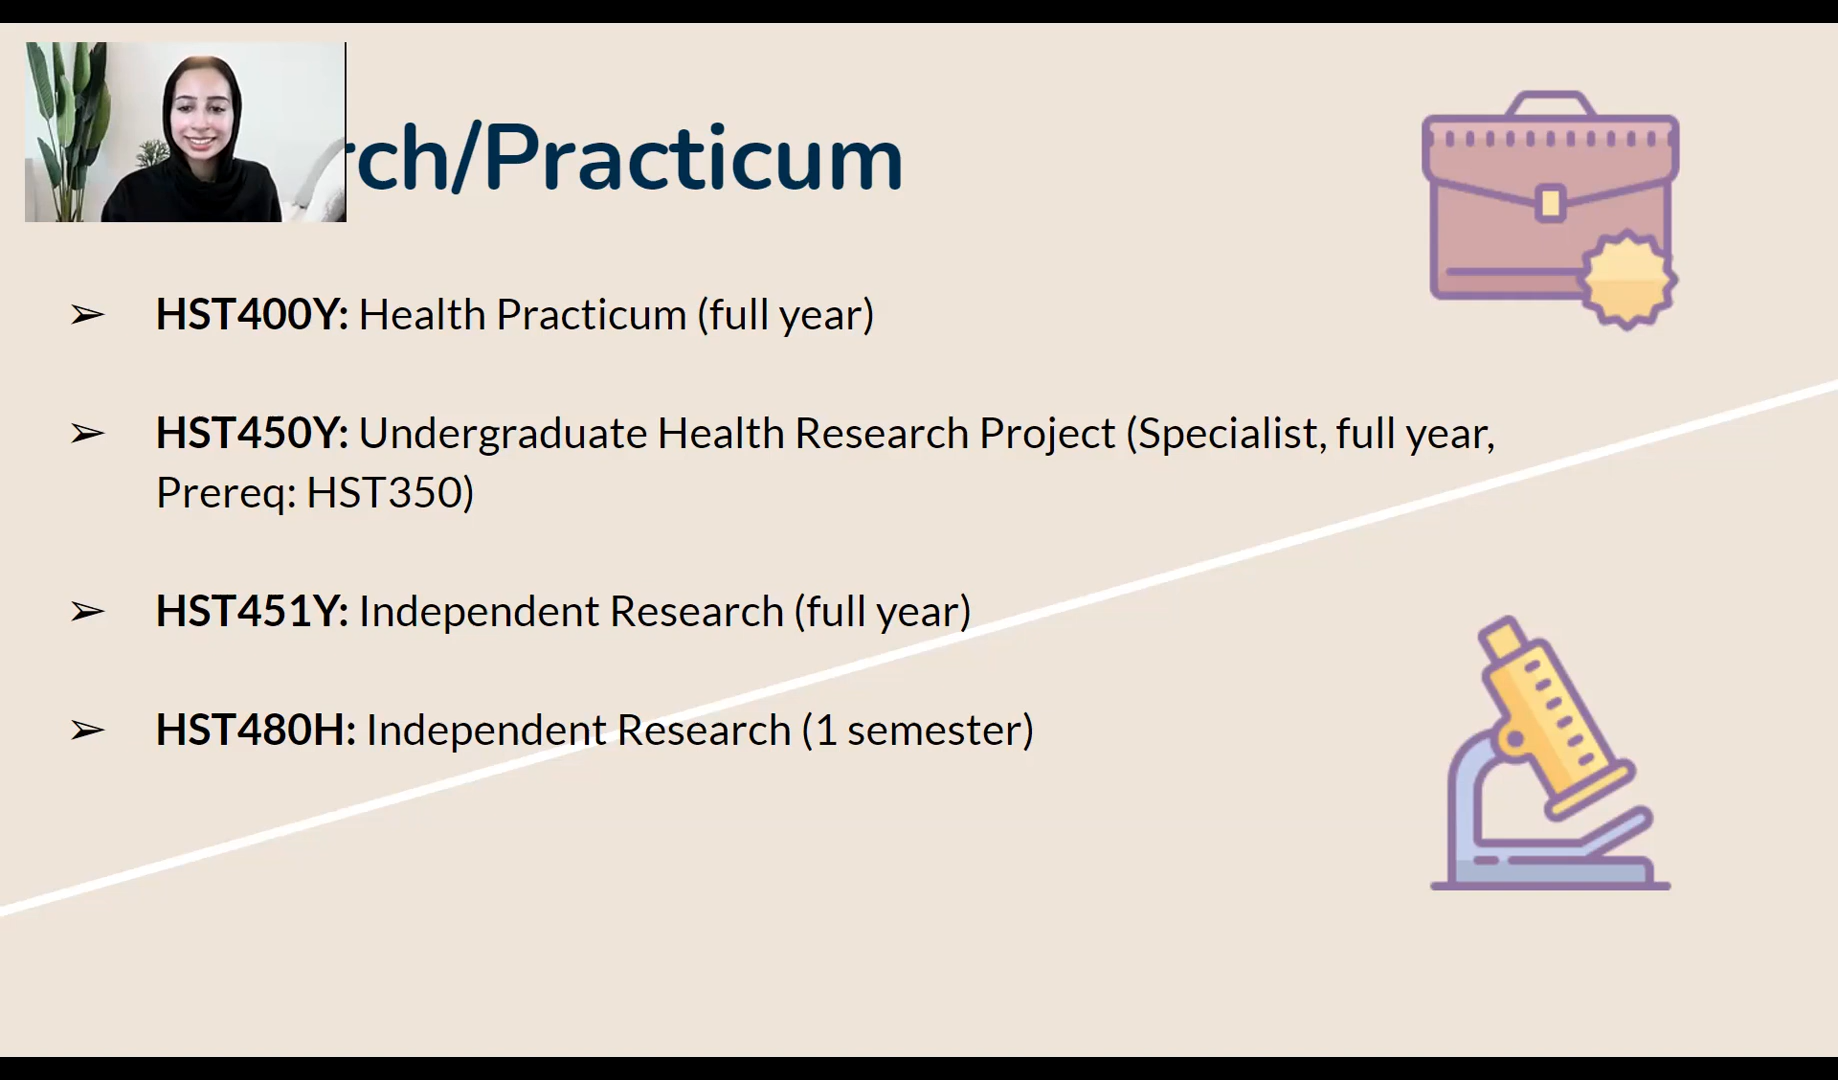 rch/Practicum
➢ HST400Y: Health Practicum (full year)
➢ HST450Y: Undergraduate Health Research Project (Specialist, full year,
Prereq: HST350)
➢ HST451Y: Independent Research (full year)
➢ HST480H: Independent Research (1 semester)